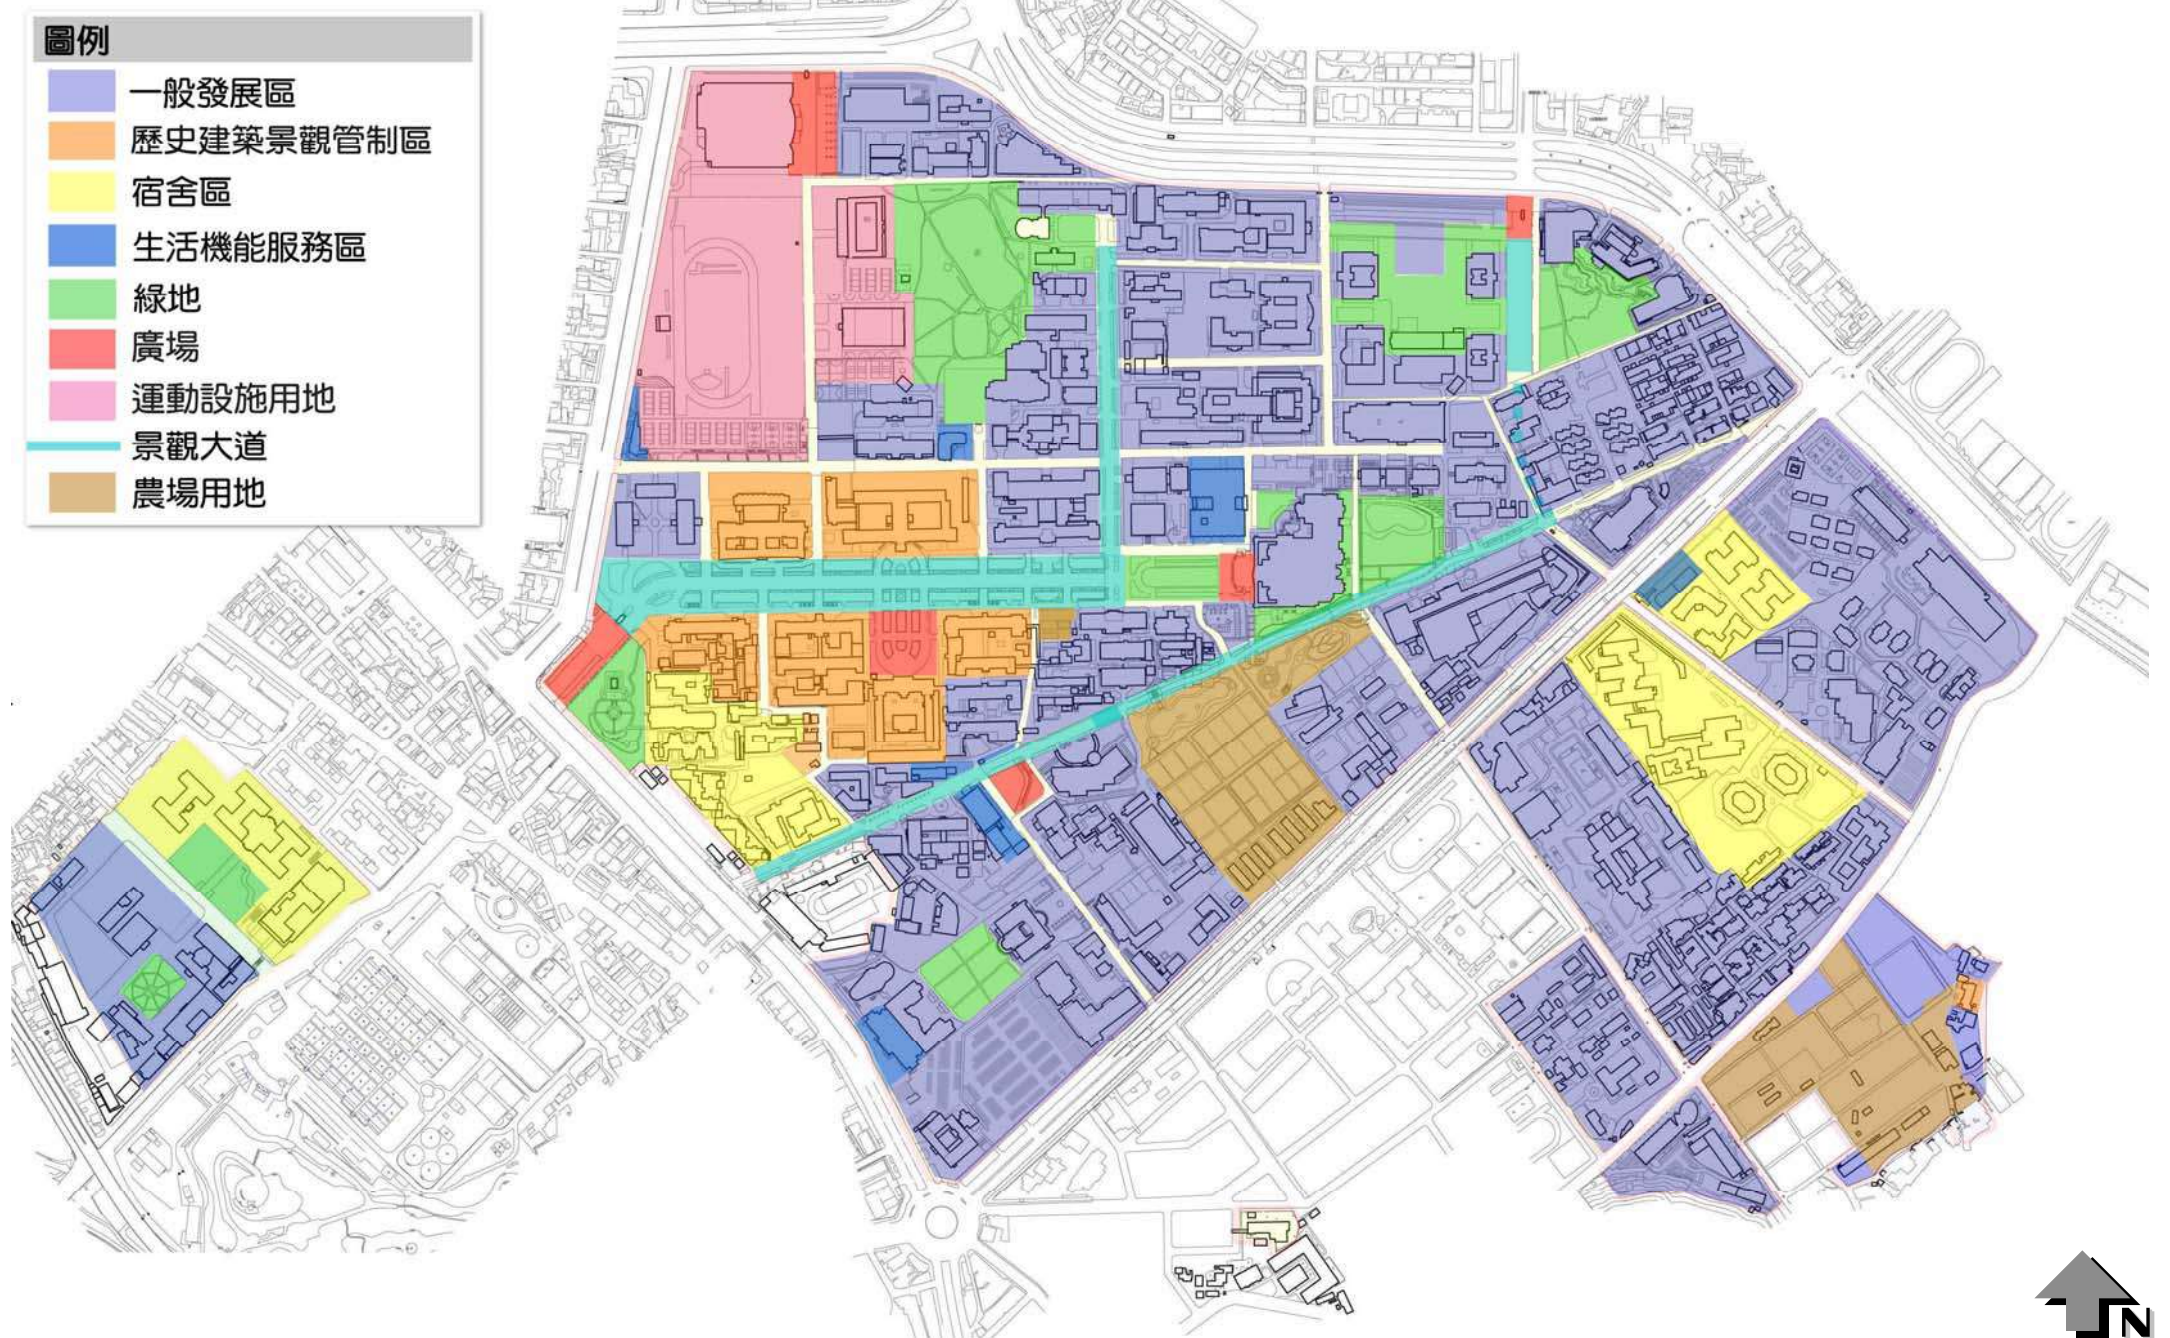 圖例
一般發展區
歷史建築景觀管制區
宿舍區
生活機能服務區
綠地
廣場
運動設施用地
景觀大道
農場用地
N